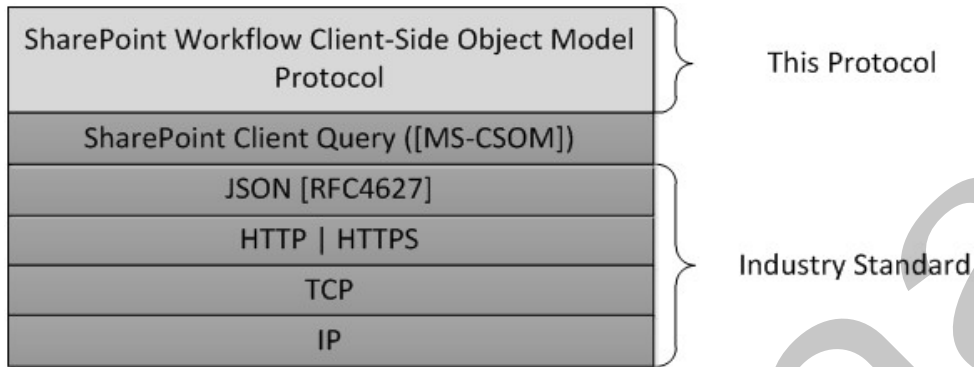 SharePoint Workflow Client-Side Object Model
Protocol
This Protocol
SharePoint Client Query ([MS-CSOM])
JSON [RFC4627]
HTTP | HTTPS
Industry Standard
TCP
IP